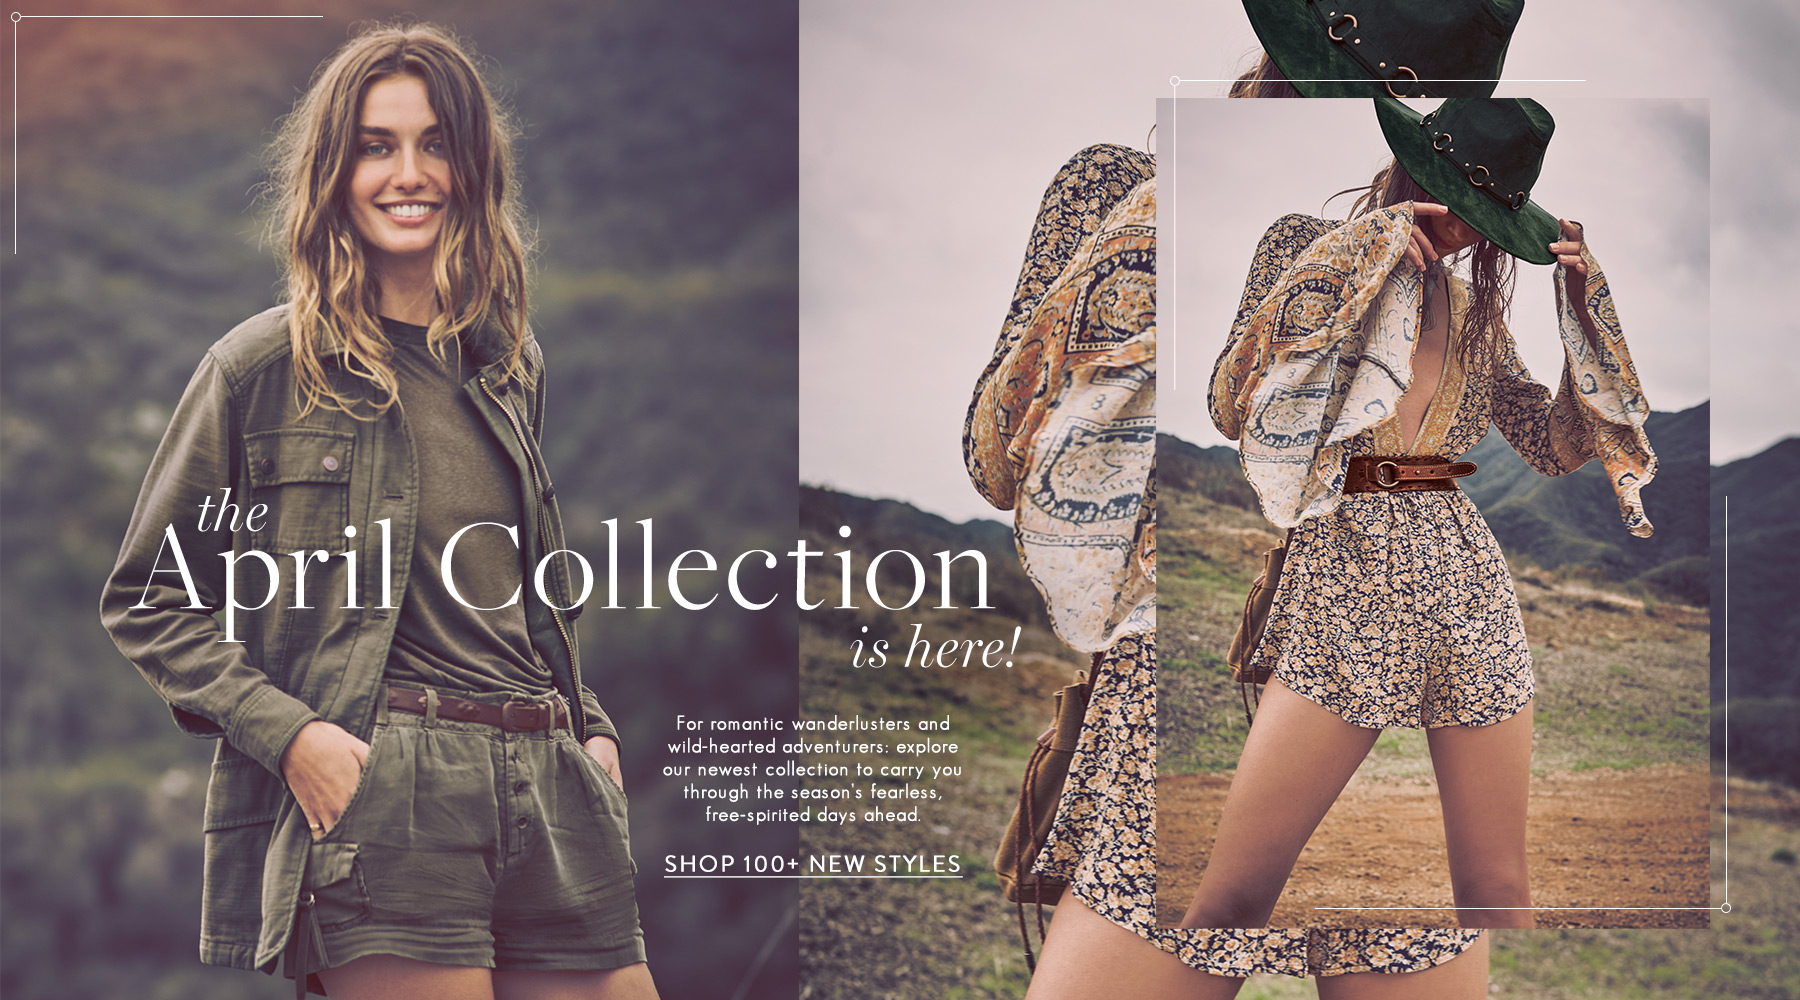 the
April Collection
is here!
For romantic wanderlusters and
wild-hearted adventurers: explore
our newest collection to carry you
through the season's fearless,
free-spirited days ahead.
SHOP 100+ NEW STYLES